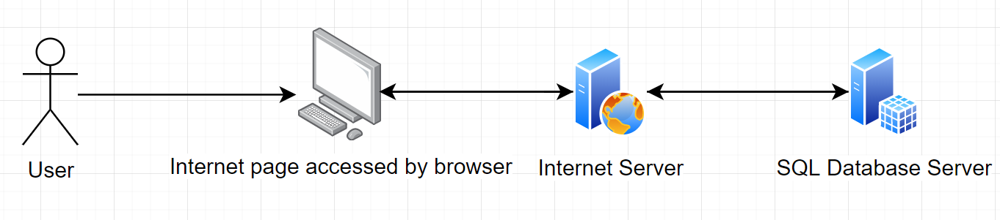 User
Internet page accessed by browser
Internet Server
SQL Database Server